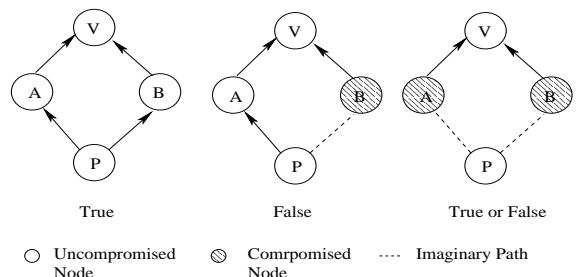 V V V
A B A B A B
P P P
True False True or False
Uncompromised Node Comrpomised Node Imaginary Path